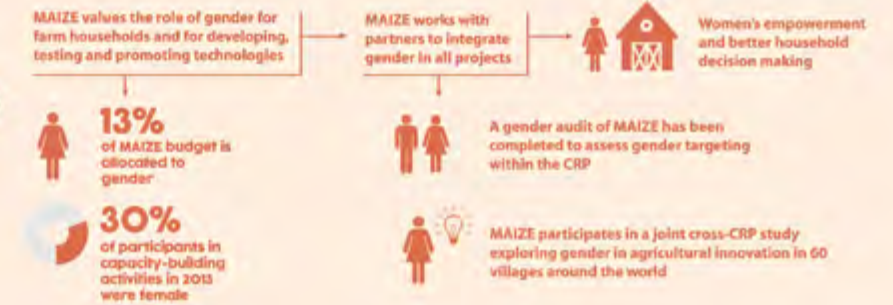 MAIZE values the role of gender for
farm households and for developing,
testing and promoting technologies
MAIZE works with
partners to integrate
gender in all projects
Women's empowerment
and better household
decision making
13%
of MAIZE budget is
allocated to
gender
30%
of participants in
capacity-building
activities in 2013
were female
A gender audit of MAIZE has been
completed to assess gender targeting
within the CRP
MAIZE participates in a joint cross-CRP study
exploring gender in agricultural innovation in 60
villages around the world